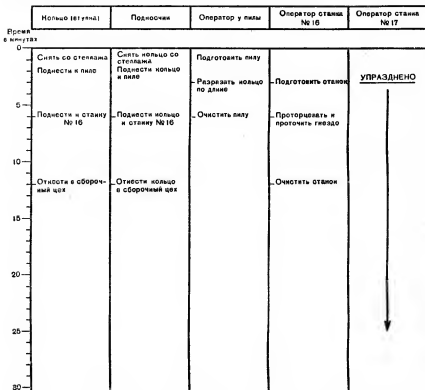 Кольцо (втулка)
Подносчик
Оператор у пилы
Оператор станка
№ 16
Оператор станка
№ 17
Время
в минутах
0
5
10
15
20
25
30
Снять со стеллажа
Поднести к пиле
Поднести к станку
№ 16
Отнести в сбороч-
ный цех
Снять кольцо со
стеллажа
Поднести кольцо
к пиле
Поднести кольцо
к станку № 16
Отнести кольцо
в сборочный цех
Подготовить пилу
Разрезать кольцо
по длине
Очистить пилу
Подготовить станок
Проторцевать и
проточить гнездо
Очистить станок
УПРАЗДНЕНО